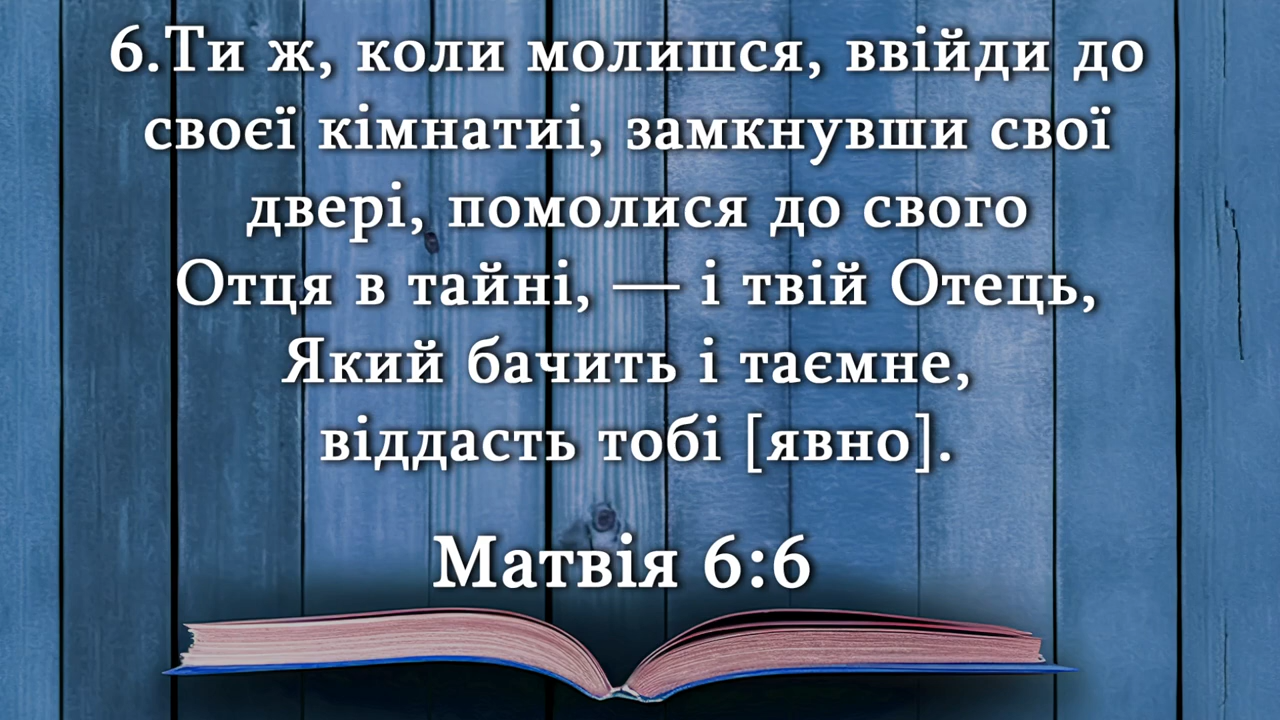 6.Ти ж, коли молишся, ввійди до
своєї кімнатиі, замкнувши свої
двері, помолися до свого
Отця в тайні, — і твій Отець,
Який бачить і таємне,
віддасть тобі [явно].
Матвія 6:6